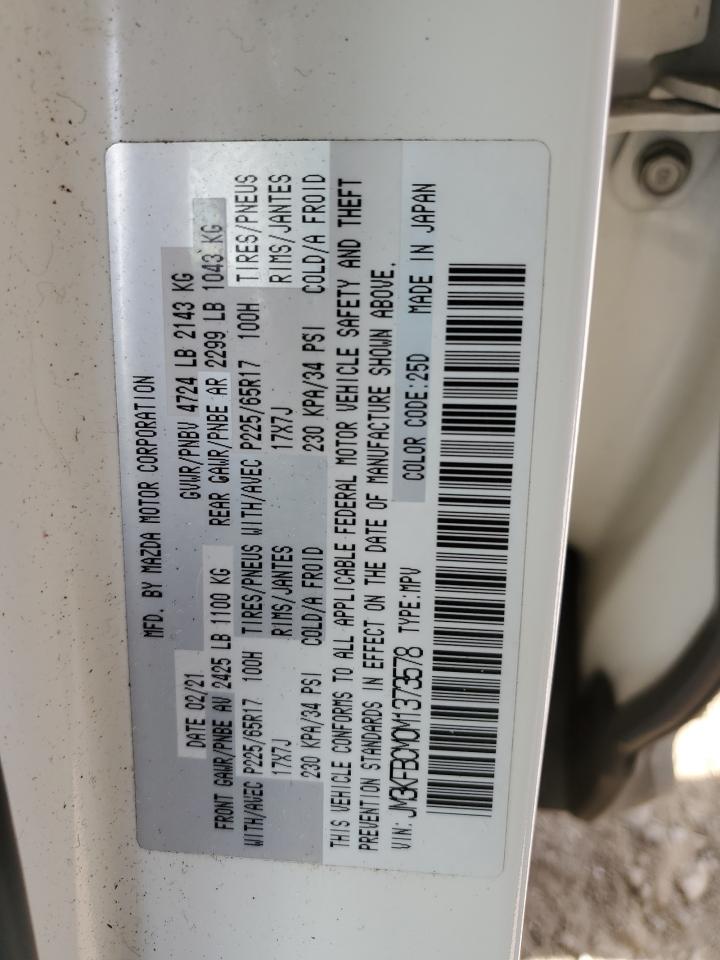 MFD. BY MAZDA MOTOR CORPORATION
DATE 02/21 GVWR/PNBV 4724 LB 2143 KG
FRONT GAWR/PNBE AV 2425 LB 1100 KG REAR GAWR/PNBE AR 2299 LB 1043 KG
WITH/AVEC P225/65R17 100H TIRES/PNEUS WITH/AVEC P225/65R17 100H TIRES/PNEUS
17X7J RIMS/JANTES 17X7J RIMS/JANTES
230 KPA/34 PSI COLD/A FROID 230 KPA/34 PSI COLD/A FROID
THIS VEHICLE CONFORMS TO ALL APPLICABLE FEDERAL MOTOR VEHICLE SAFETY AND THEFT
PREVENTION STANDARDS IN EFFECT ON THE DATE OF MANUFACTURE SHOWN ABOVE.
VIN: JM3KFBCM0M1373578 TYPE:MPV COLOR CODE:25D MADE IN JAPAN